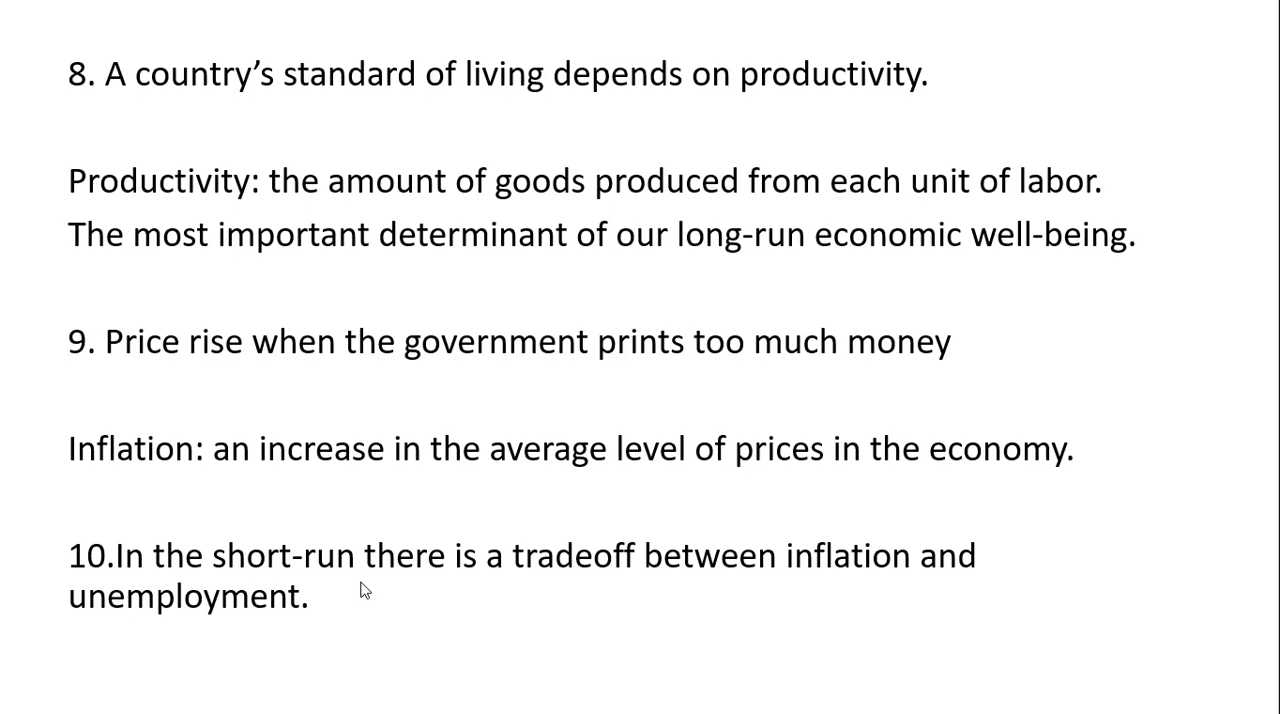 8. A country’s standard of living depends on productivity.
Productivity: the amount of goods produced from each unit of labor.
The most important determinant of our long-run economic well-being.
9. Price rise when the government prints too much money
Inflation: an increase in the average level of prices in the economy.
10.In the short-run there is a tradeoff between inflation and
unemployment.